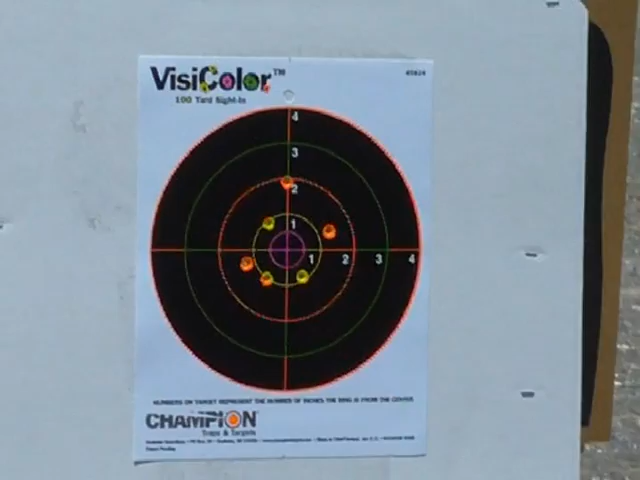 VisiColor™
100 Yard Sight-In
4
3
2
1
1 2 3 4
NUMBERS ON TARGET REPRESENT THE NUMBER OF INCHES THE RING IS FROM THE CENTER
CHAMPION
Traps & Targets